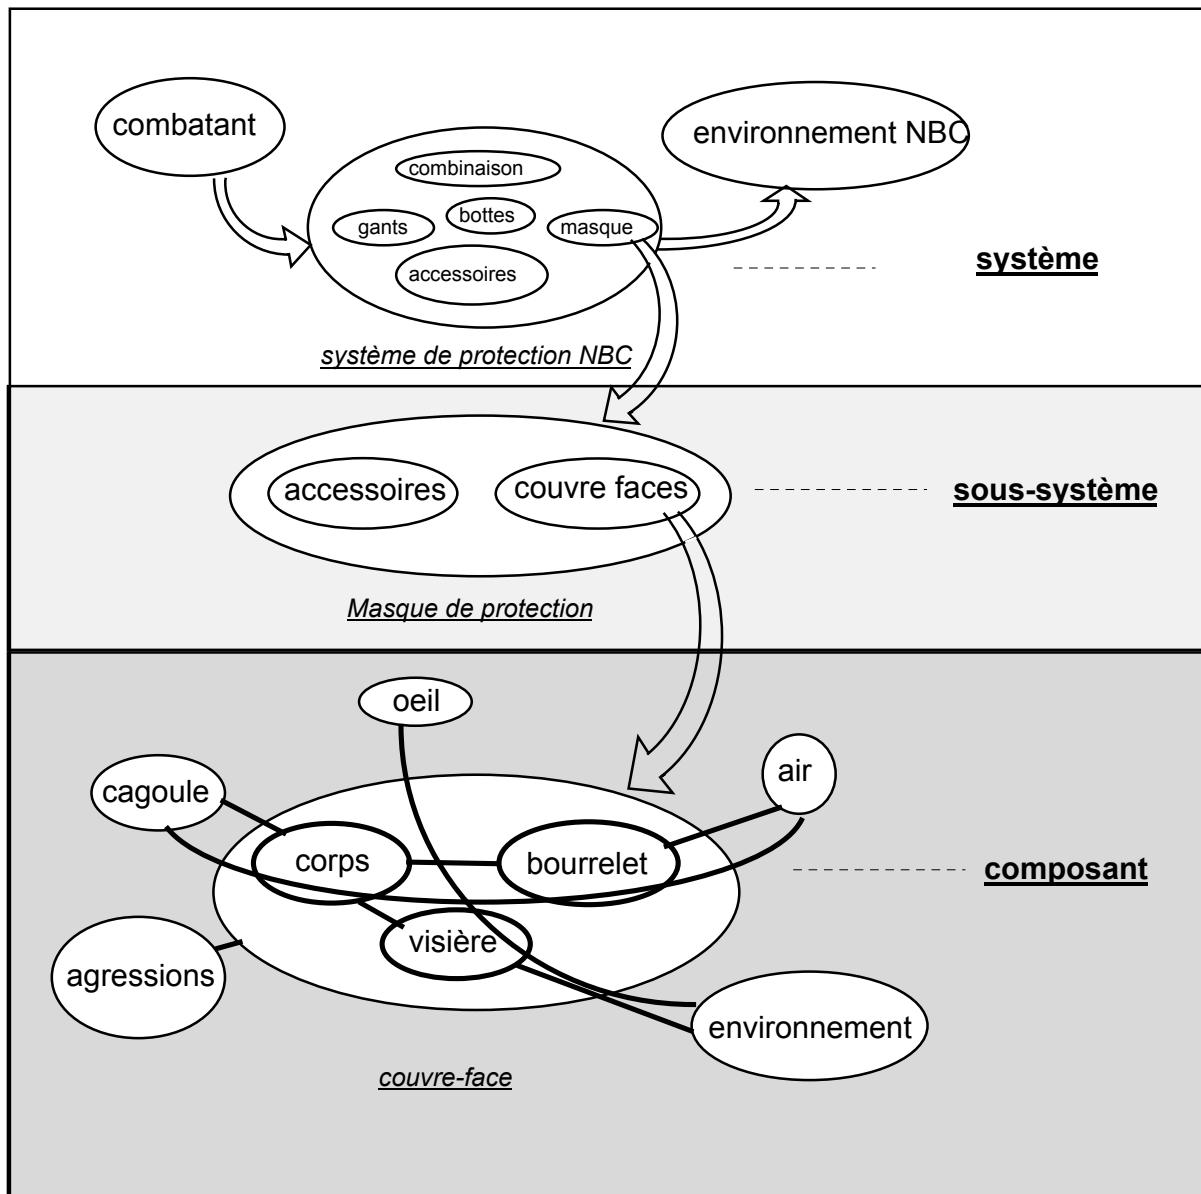 combatant
environnement NBC
combinaison
gants
bottes
masque
accessoires
système
système de protection NBC
accessoires
couvre faces
sous-système
Masque de protection
oeil
cagoule
air
corps
bourrelet
composant
visière
agressions
environnement
couvre-face